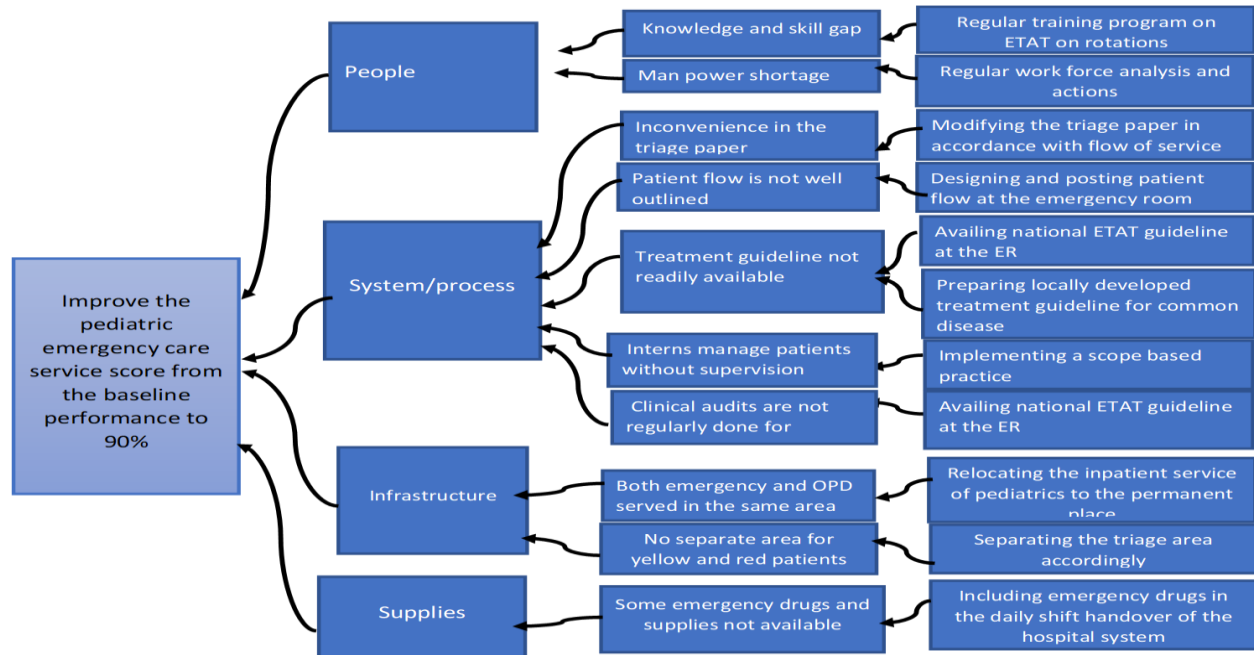 Improve the
pediatric
emergency care
service score from
the baseline
performance to
90%
People
System/process
Infrastructure
Supplies
Knowledge and skill gap
Man power shortage
Inconvenience in the
triage paper
Patient flow is not well
outlined
Treatment guideline not
readily available
Interns manage patients
without supervision
Clinical audits are not
regularly done for
Both emergency and OPD
served in the same area
No separate area for
yellow and red patients
Some emergency drugs and
supplies not available
Regular training program on
ETAT on rotations
Regular work force analysis and
actions
Modifying the triage paper in
accordance with flow of service
Designing and posting patient
flow at the emergency room
Availing national ETAT guideline
at the ER
Preparing locally developed
treatment guideline for common
disease
Implementing a scope based
practice
Availing national ETAT guideline
at the ER
Relocating the inpatient service
of pediatrics to the permanent
place
Separating the triage area
accordingly
Including emergency drugs in
the daily shift handover of the
hospital system